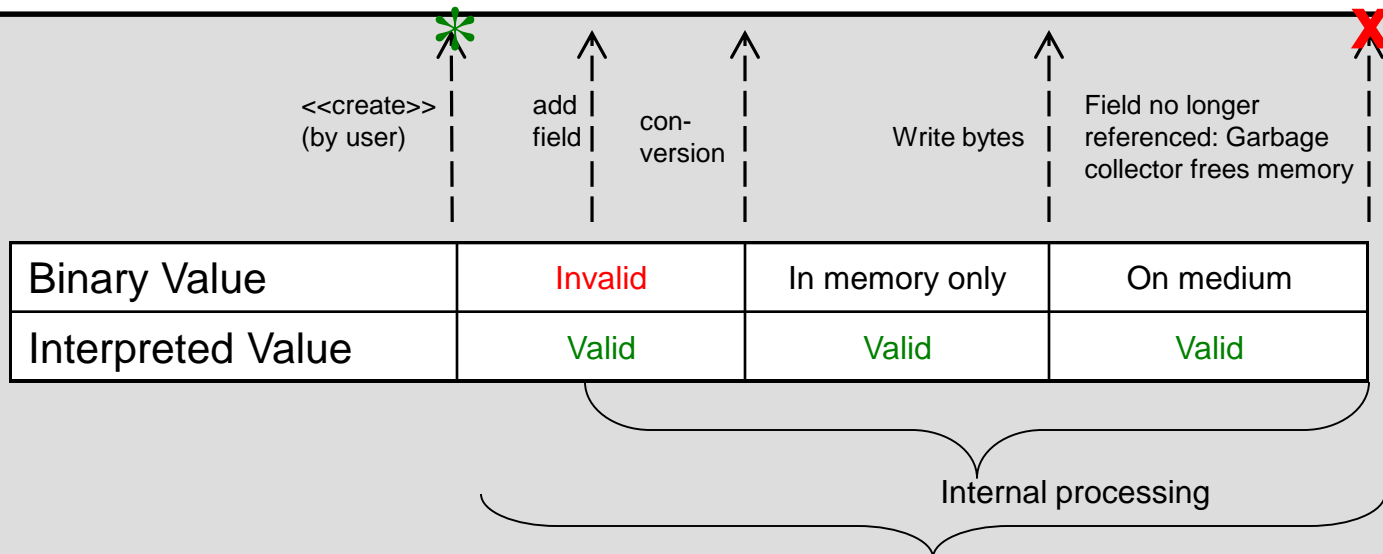 <<create>>
(by user)
add
field
con-
version
Write bytes
Field no longer
referenced: Garbage
collector frees memory
X
Binary Value
Invalid
In memory only
On medium
Interpreted Value
Valid
Valid
Valid
Internal processing